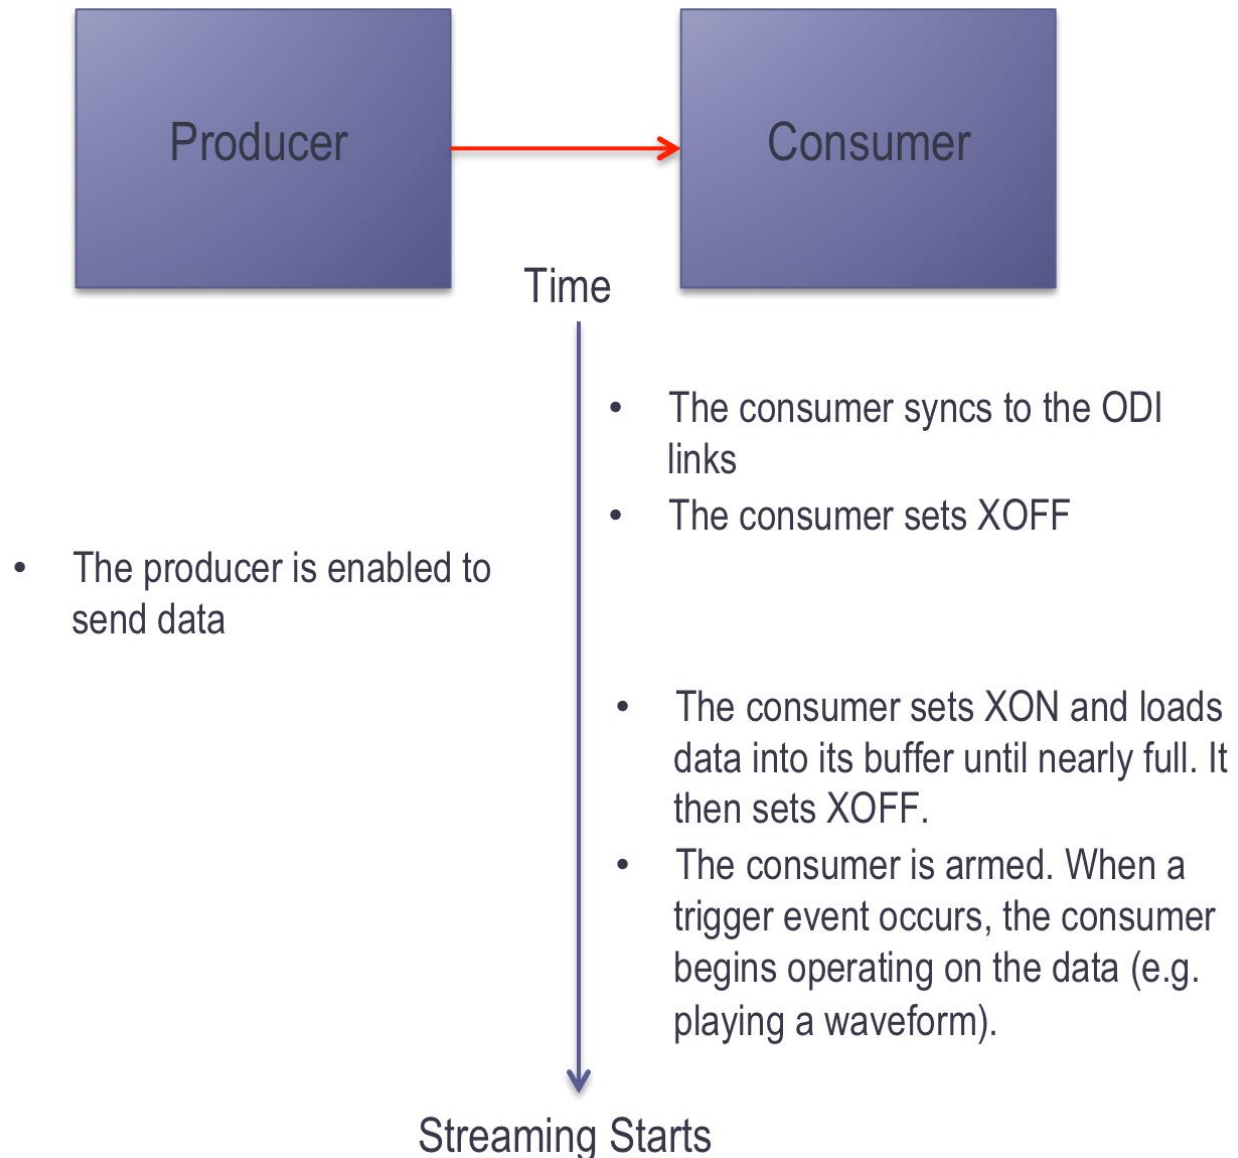 Producer
Consumer
Time
• The consumer syncs to the ODI
links
• The consumer sets XOFF
• The producer is enabled to
send data
• The consumer sets XON and loads
data into its buffer until nearly full. It
then sets XOFF.
• The consumer is armed. When a
trigger event occurs, the consumer
begins operating on the data (e.g.
playing a waveform).
Streaming Starts